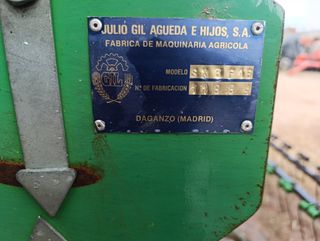 JULIO GIL AGUEDA E HIJOS, S.A.
FABRICA DE MAQUINARIA AGRICOLA
GIL
MODELO
Nº DE FABRICACION
DAGANZO (MADRID)